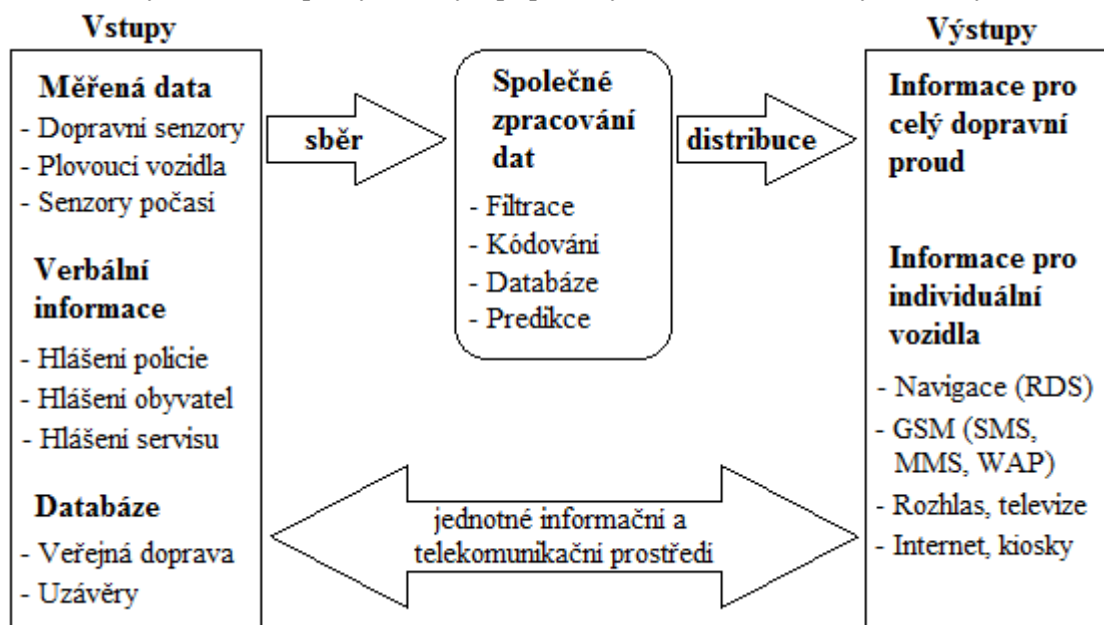 Vstupy
Měřená data
- Dopravní senzory
- Plovoucí vozidla
- Senzory počasí
Verbální
informace
- Hlášení policie
- Hlášení obyvatel
- Hlášení servisu
Databáze
- Veřejná doprava
- Uzávěry
sběr
Společné
zpracování
dat
- Filtrace
- Kódování
- Databáze
- Predikce
distribuce
jednotné informační a
telekomunikační prostředí
Výstupy
Informace pro
celý dopravní
proud
Informace pro
individuální
vozidla
- Navigace (RDS)
- GSM (SMS,
MMS, WAP)
- Rozhlas, televize
- Internet, kiosky